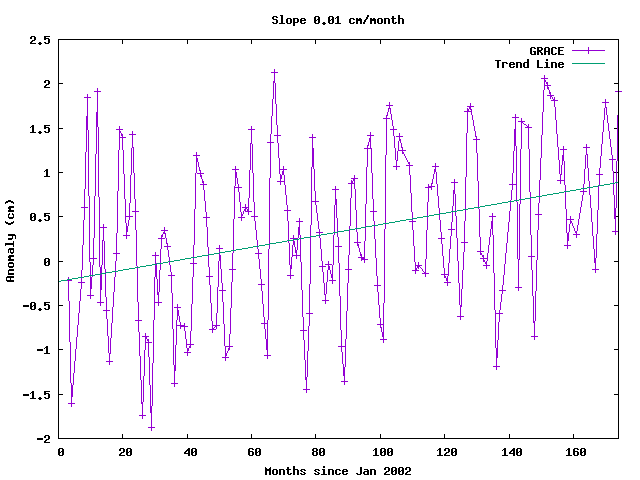 Slope 0.01 cm/month
GRACE
Trend Line
2.5
2
1.5
1
0.5
0
-0.5
-1
-1.5
-2
Anomaly (cm)
0 20 40 60 80 100 120 140 160
Months since Jan 2002